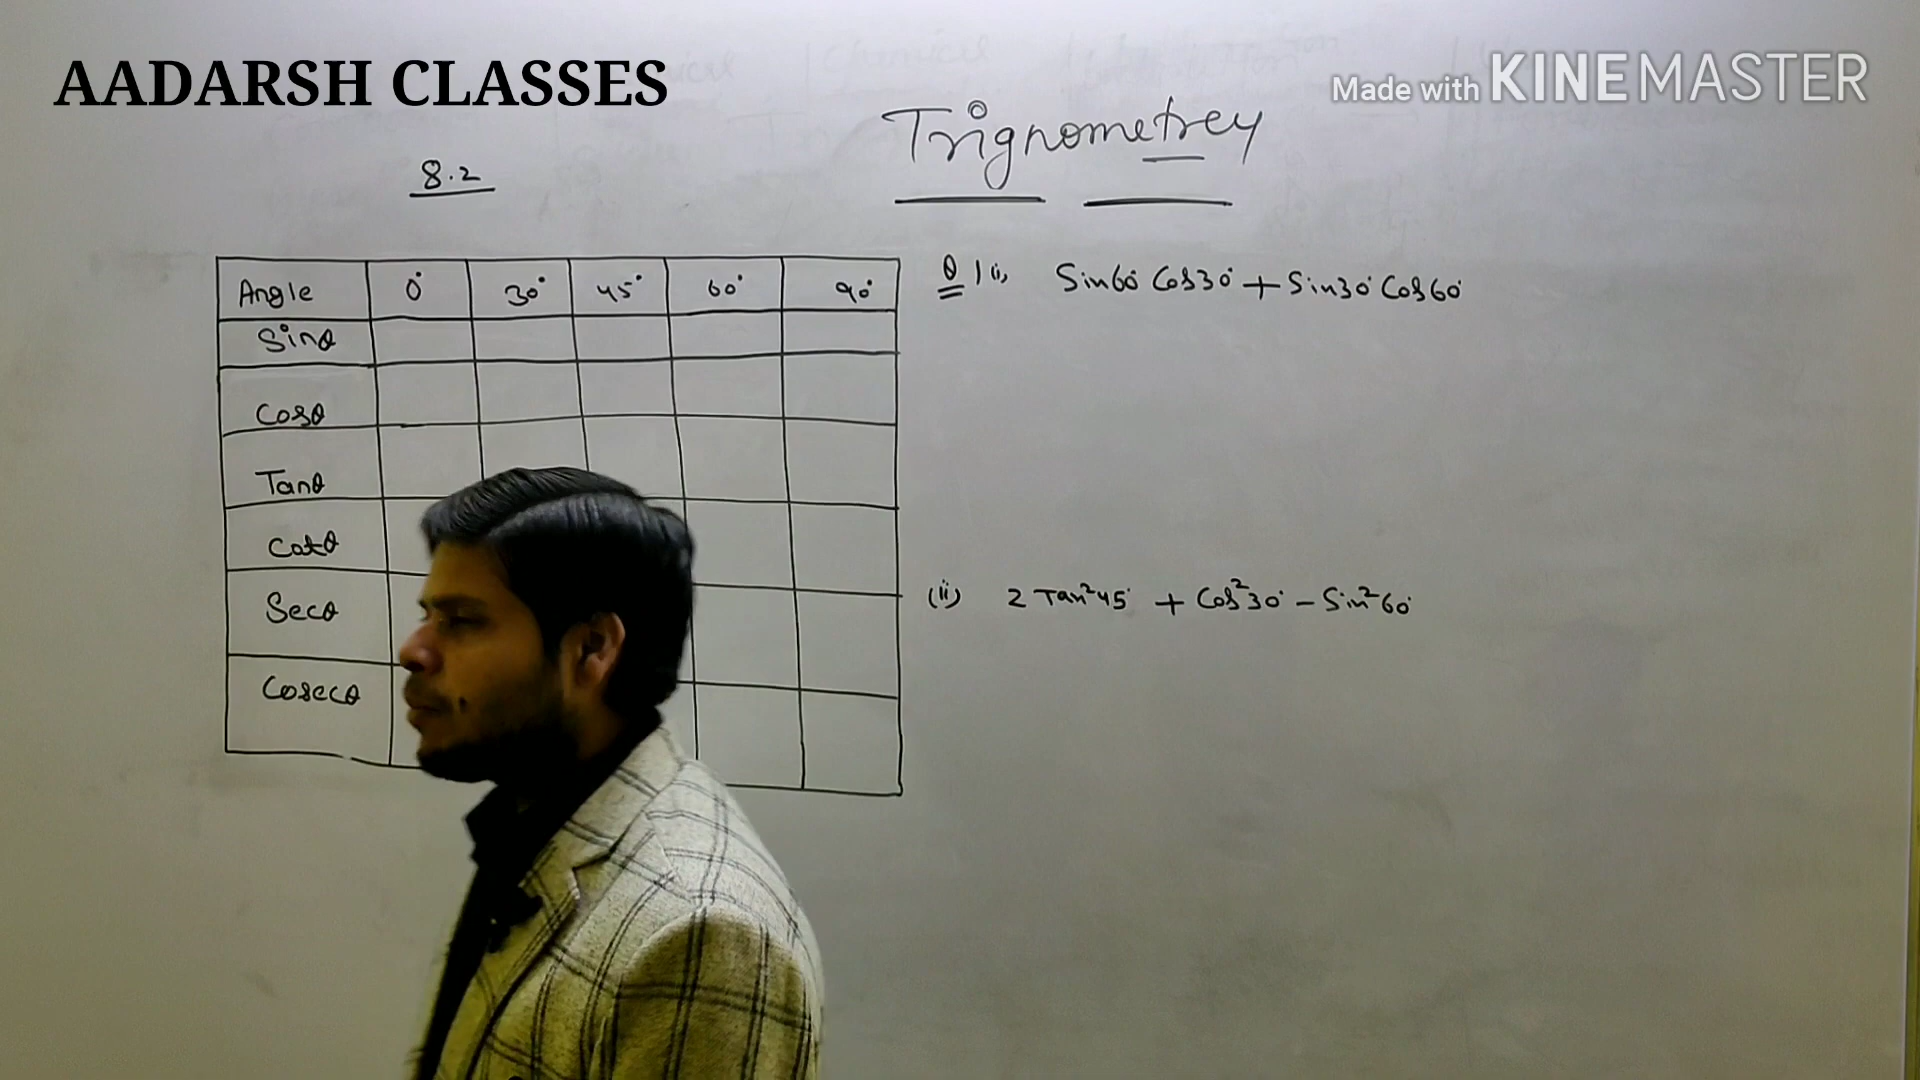 AADARSH CLASSES
Made with KINEMASTER
Trignometrey
8.2
Angle 0° 30° 45° 60° 90°
Sinθ
Cosθ
Tanθ
Cotθ
Secθ
Cosecθ
Q 1 (i) Sin60° Cos30° + Sin30° Cos60°
(ii) 2 Tan²45° + Cos²30° - Sin²60°